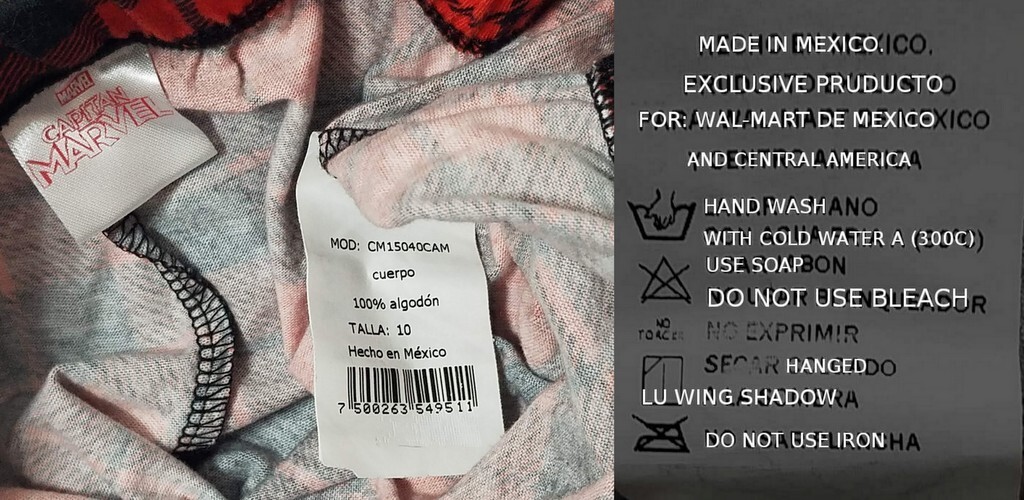 MARVEL
CAPITAN
MARVEL
MOD: CM15040CAM
cuerpo
100% algodón
TALLA: 10
Hecho en México
7 500263 549511
MADE IN MEXICO.
EXCLUSIVE PRUDUCTO
FOR: WAL-MART DE MEXICO
AND CENTRAL AMERICA
HAND WASH
WITH COLD WATER A (300C)
USE SOAP
DO NOT USE BLEACH
NO TORCER
NO EXPRIMIR
SECAR HANGED
LU WING SHADOW
DO NOT USE IRON